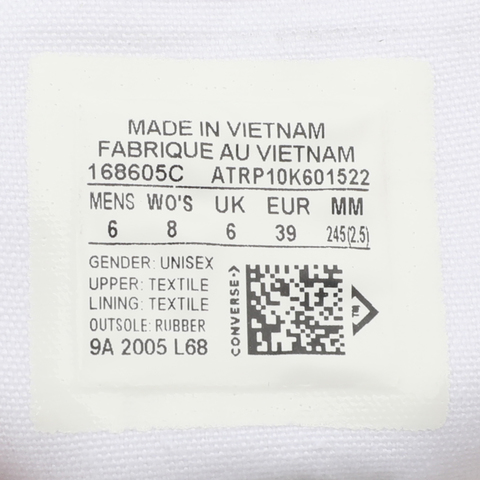 MADE IN VIETNAM
FABRIQUE AU VIETNAM
168605C ATRP10K601522
MENS WO'S UK EUR MM
6 8 6 39 245(2.5)
GENDER: UNISEX
UPPER: TEXTILE
LINING: TEXTILE
OUTSOLE: RUBBER
9A 2005 L68
CONVERSE
TM